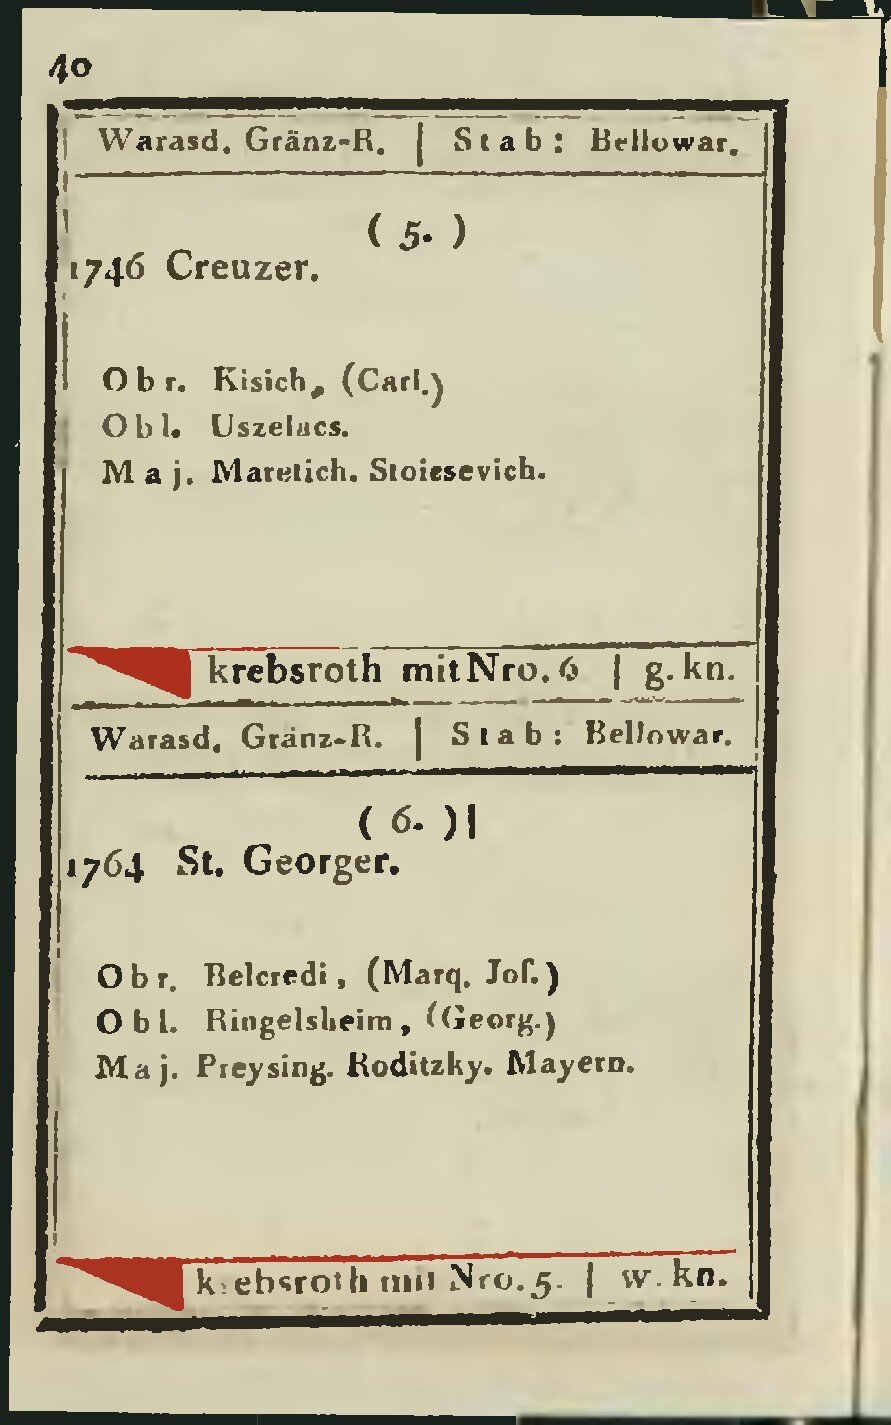 40
Warasd. Gränz-R. | Stab: Bellowar.
( 5. )
1746 Creuzer.
Obr. Kisich, (Carl.)
Obl. Uszelacs.
Maj. Maretich. Stoiesevich.
krebsroth mit Nro. 6 | g. kn.
Warasd. Gränz-R. | Stab: Bellowar.
( 6. )
1764 St. Georger.
Obr. Belcredi, (Marq. Joſ.)
Obl. Ringelsheim, (Georg.)
Maj. Preysing. Roditzky. Mayern.
krebsroth mit Nro. 5. | w. kn.